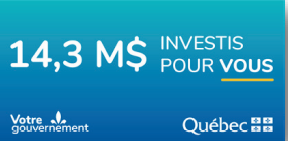 14,3 M$
INVESTIS
POUR VOUS
Votre
gouvernement
Québec